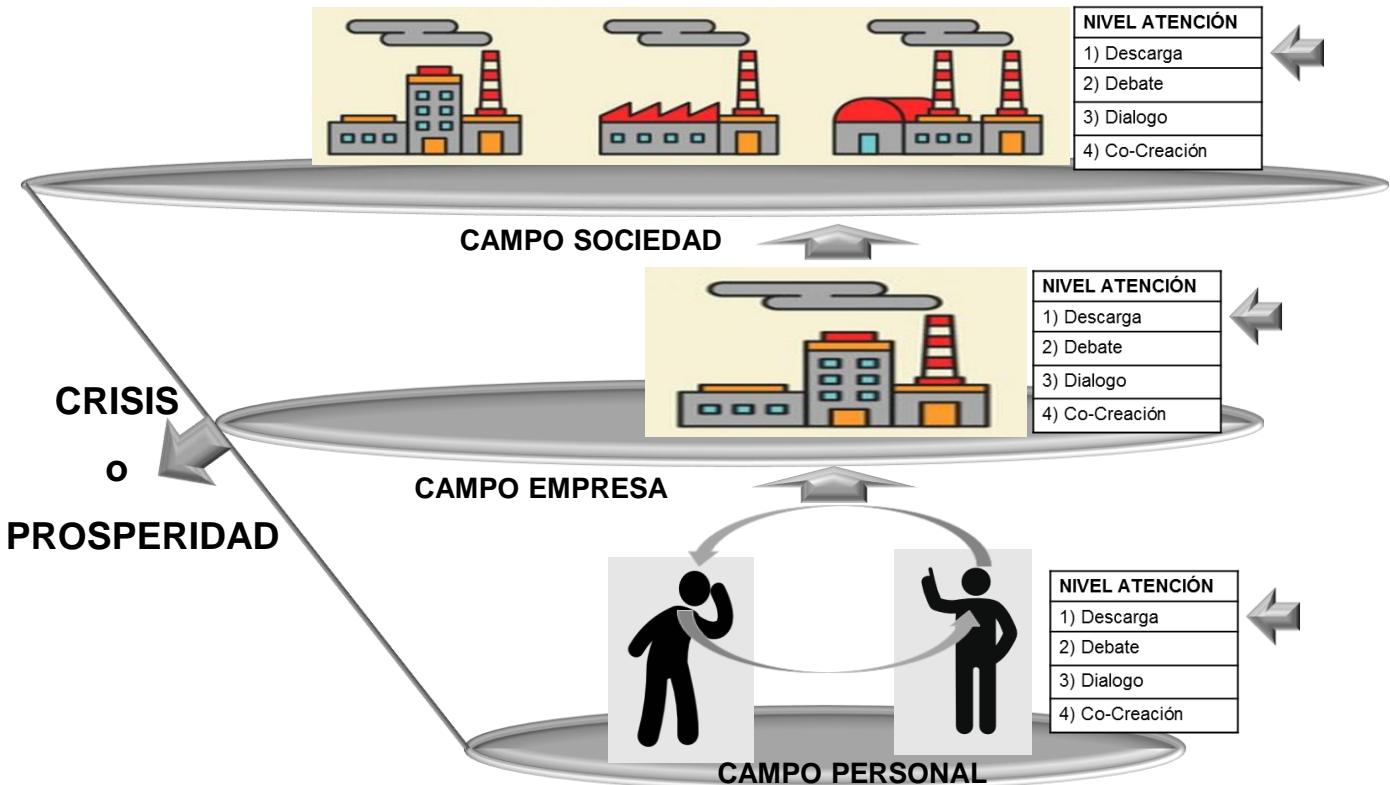 NIVEL ATENCIÓN
1) Descarga
2) Debate
3) Dialogo
4) Co-Creación
CAMPO SOCIEDAD
NIVEL ATENCIÓN
1) Descarga
2) Debate
3) Dialogo
4) Co-Creación
CRISIS
o
PROSPERIDAD
CAMPO EMPRESA
NIVEL ATENCIÓN
1) Descarga
2) Debate
3) Dialogo
4) Co-Creación
CAMPO PERSONAL